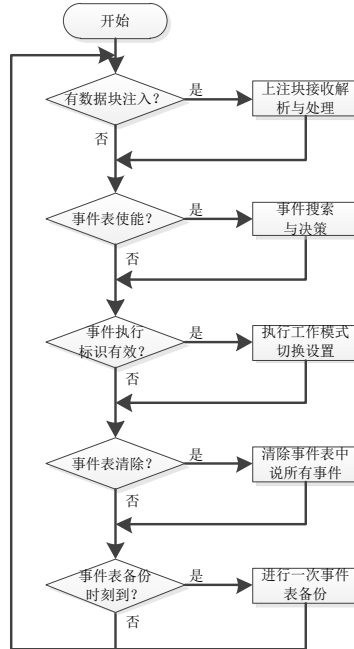 开始
有数据块注入？
是
上注块接收解
析与处理
否
事件表使能？
是
事件搜索
与决策
否
事件执行
标识有效？
是
执行工作模式
切换设置
否
事件表清除？
是
清除事件表中
说所有事件
否
事件表备份
时刻到？
是
进行一次事件
表备份
否